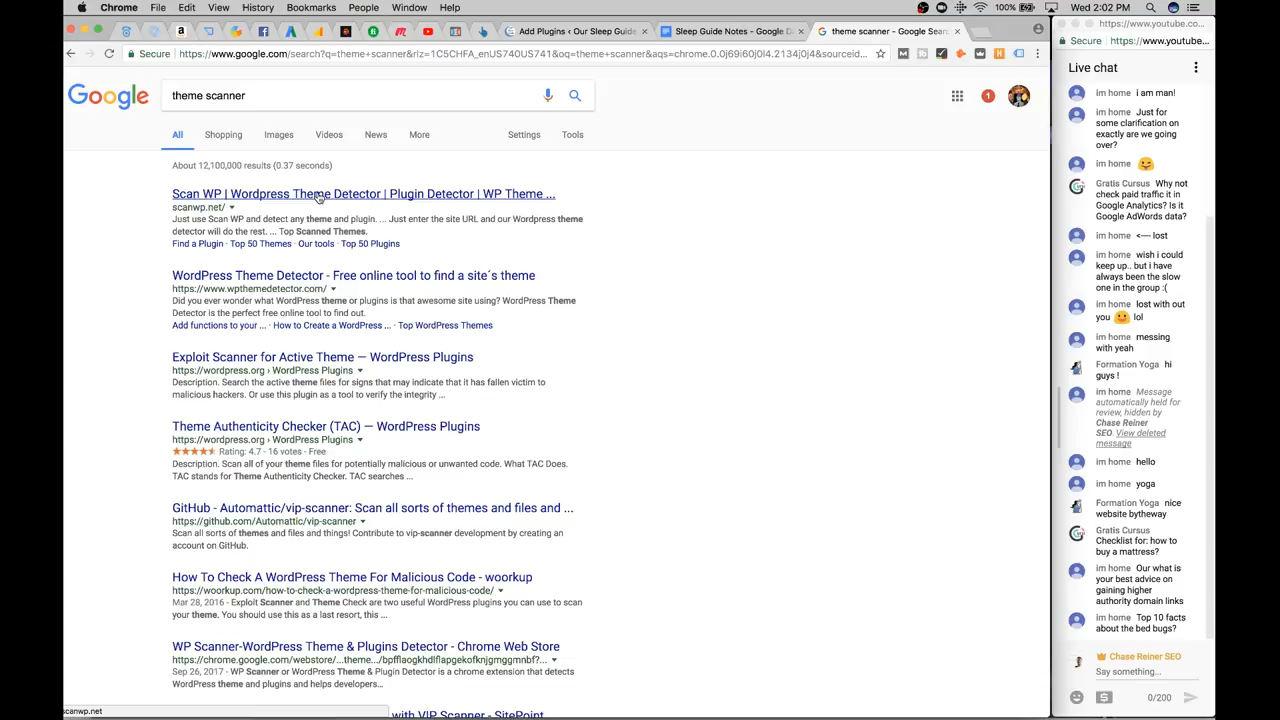 Chrome File Edit View History Bookmarks People Window Help 100% Wed 2:02 PM
Add Plugins ‹ Our Sleep Guide Sleep Guide Notes - Google D theme scanner - Google Sear
Secure https://www.google.com/search?q=theme+scanner&rlz=1C5CHFA_enUS740US741&oq=theme+scanner&aqs=chrome.0.0j69i60j0l4.2134j0j4&sourceid...
Google
theme scanner
1
All Shopping Images Videos News More Settings Tools
About 12,100,000 results (0.37 seconds)
Scan WP | Wordpress Theme Detector | Plugin Detector | WP Theme ...
scanwp.net/
Just use Scan WP and detect any theme and plugin. ... Just enter the site URL and our Wordpress theme
detector will do the rest. ... Top Scanned Themes.
Find a Plugin · Top 50 Themes · Our tools · Top 50 Plugins
WordPress Theme Detector - Free online tool to find a site´s theme
https://www.wpthemedetector.com/
Did you ever wonder what WordPress theme or plugins is that awesome site using? WordPress Theme
Detector is the perfect free online tool to find out.
Add functions to your ... · How to Create a WordPress ... · Top WordPress Themes
Exploit Scanner for Active Theme — WordPress Plugins
https://wordpress.org › WordPress Plugins
Description. Search the active theme files for signs that may indicate that it has fallen victim to
malicious hackers. Or use this plugin as a tool to verify the integrity ...
Theme Authenticity Checker (TAC) — WordPress Plugins
https://wordpress.org › WordPress Plugins
Rating: 4.7 - 16 votes - Free
Description. Scan all of your theme files for potentially malicious or unwanted code. What TAC Does.
TAC stands for Theme Authenticity Checker. TAC searches ...
GitHub - Automattic/vip-scanner: Scan all sorts of themes and files and ...
https://github.com/Automattic/vip-scanner
Scan all sorts of themes and files and things! Contribute to vip-scanner development by creating an
account on GitHub.
How To Check A WordPress Theme For Malicious Code - woorkup
https://woorkup.com/how-to-check-a-wordpress-theme-for-malicious-code/
Mar 28, 2016 - Exploit Scanner and Theme Check are two useful WordPress plugins you can use to scan
your theme. You should use this as a last resort, this ...
WP Scanner-WordPress Theme & Plugins Detector - Chrome Web Store
https://chrome.google.com/webstore/...theme.../bpfflaogkhdlflapgekofknjgmggmnbf?...
Sep 26, 2017 - WP Scanner or WordPress Theme & Plugin Detector is a chrome extension that detects
WordPress theme and plugins and helps developers...
with VIP Scanner - SitePoint
scanwp.net
https://www.youtube.co...
Secure https://www.youtube...
Live chat
im home i am man!
im home Just for
some clarification on
exactly are we going
over?
im home
Gratis Cursus Why not
check paid traffic it in
Google Analytics? Is it
Google AdWords data?
im home <---- lost
im home wish i could
keep up.. but i have
always been the slow
one in the group :(
im home lost with out
you lol
im home messing
with yeah
Formation Yoga hi
guys !
im home Message
automatically held for
review, hidden by
Chase Reiner
SEO. View deleted
message
im home hello
im home yoga
Formation Yoga nice
website bytheway
Gratis Cursus
Checklist for: how to
buy a mattress?
im home Our what is
your best advice on
gaining higher
authority domain links
im home Top 10 facts
about the bed bugs?
Chase Reiner SEO
Say something...
0/200